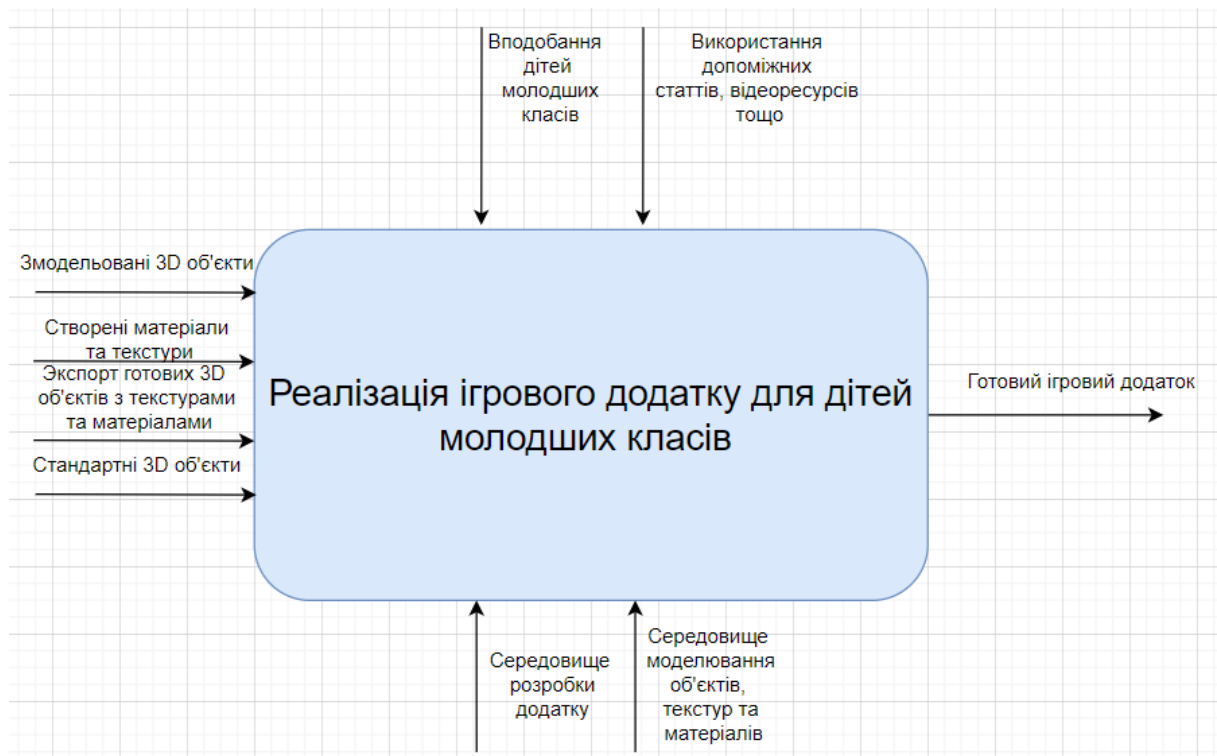 Вподобання
дітей
молодших
класів
Використання
допоміжних
статтів, відеоресурсів
тощо
Змодельовані 3D об'єкти
Створені матеріали
та текстури
Экспорт готових 3D
об'єктів з текстурами
та матеріалами
Стандартні 3D об'єкти
Реалізація ігрового додатку для дітей
молодших класів
Готовий ігровий додаток
Середовище
розробки
додатку
Середовище
моделювання
об'єктів,
текстур та
матеріалів